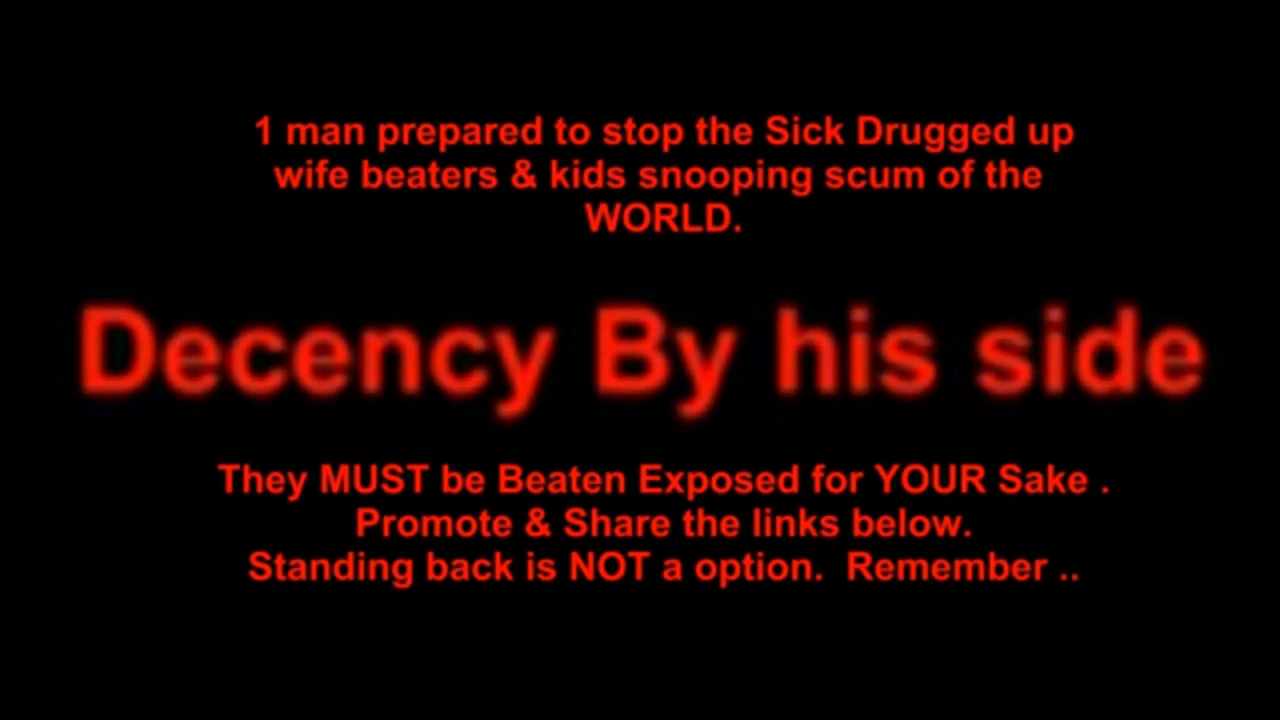 1 man prepared to stop the Sick Drugged up
wife beaters & kids snooping scum of the
WORLD.
Decency By his side
They MUST be Beaten Exposed for YOUR Sake .
Promote & Share the links below.
Standing back is NOT a option.  Remember ..